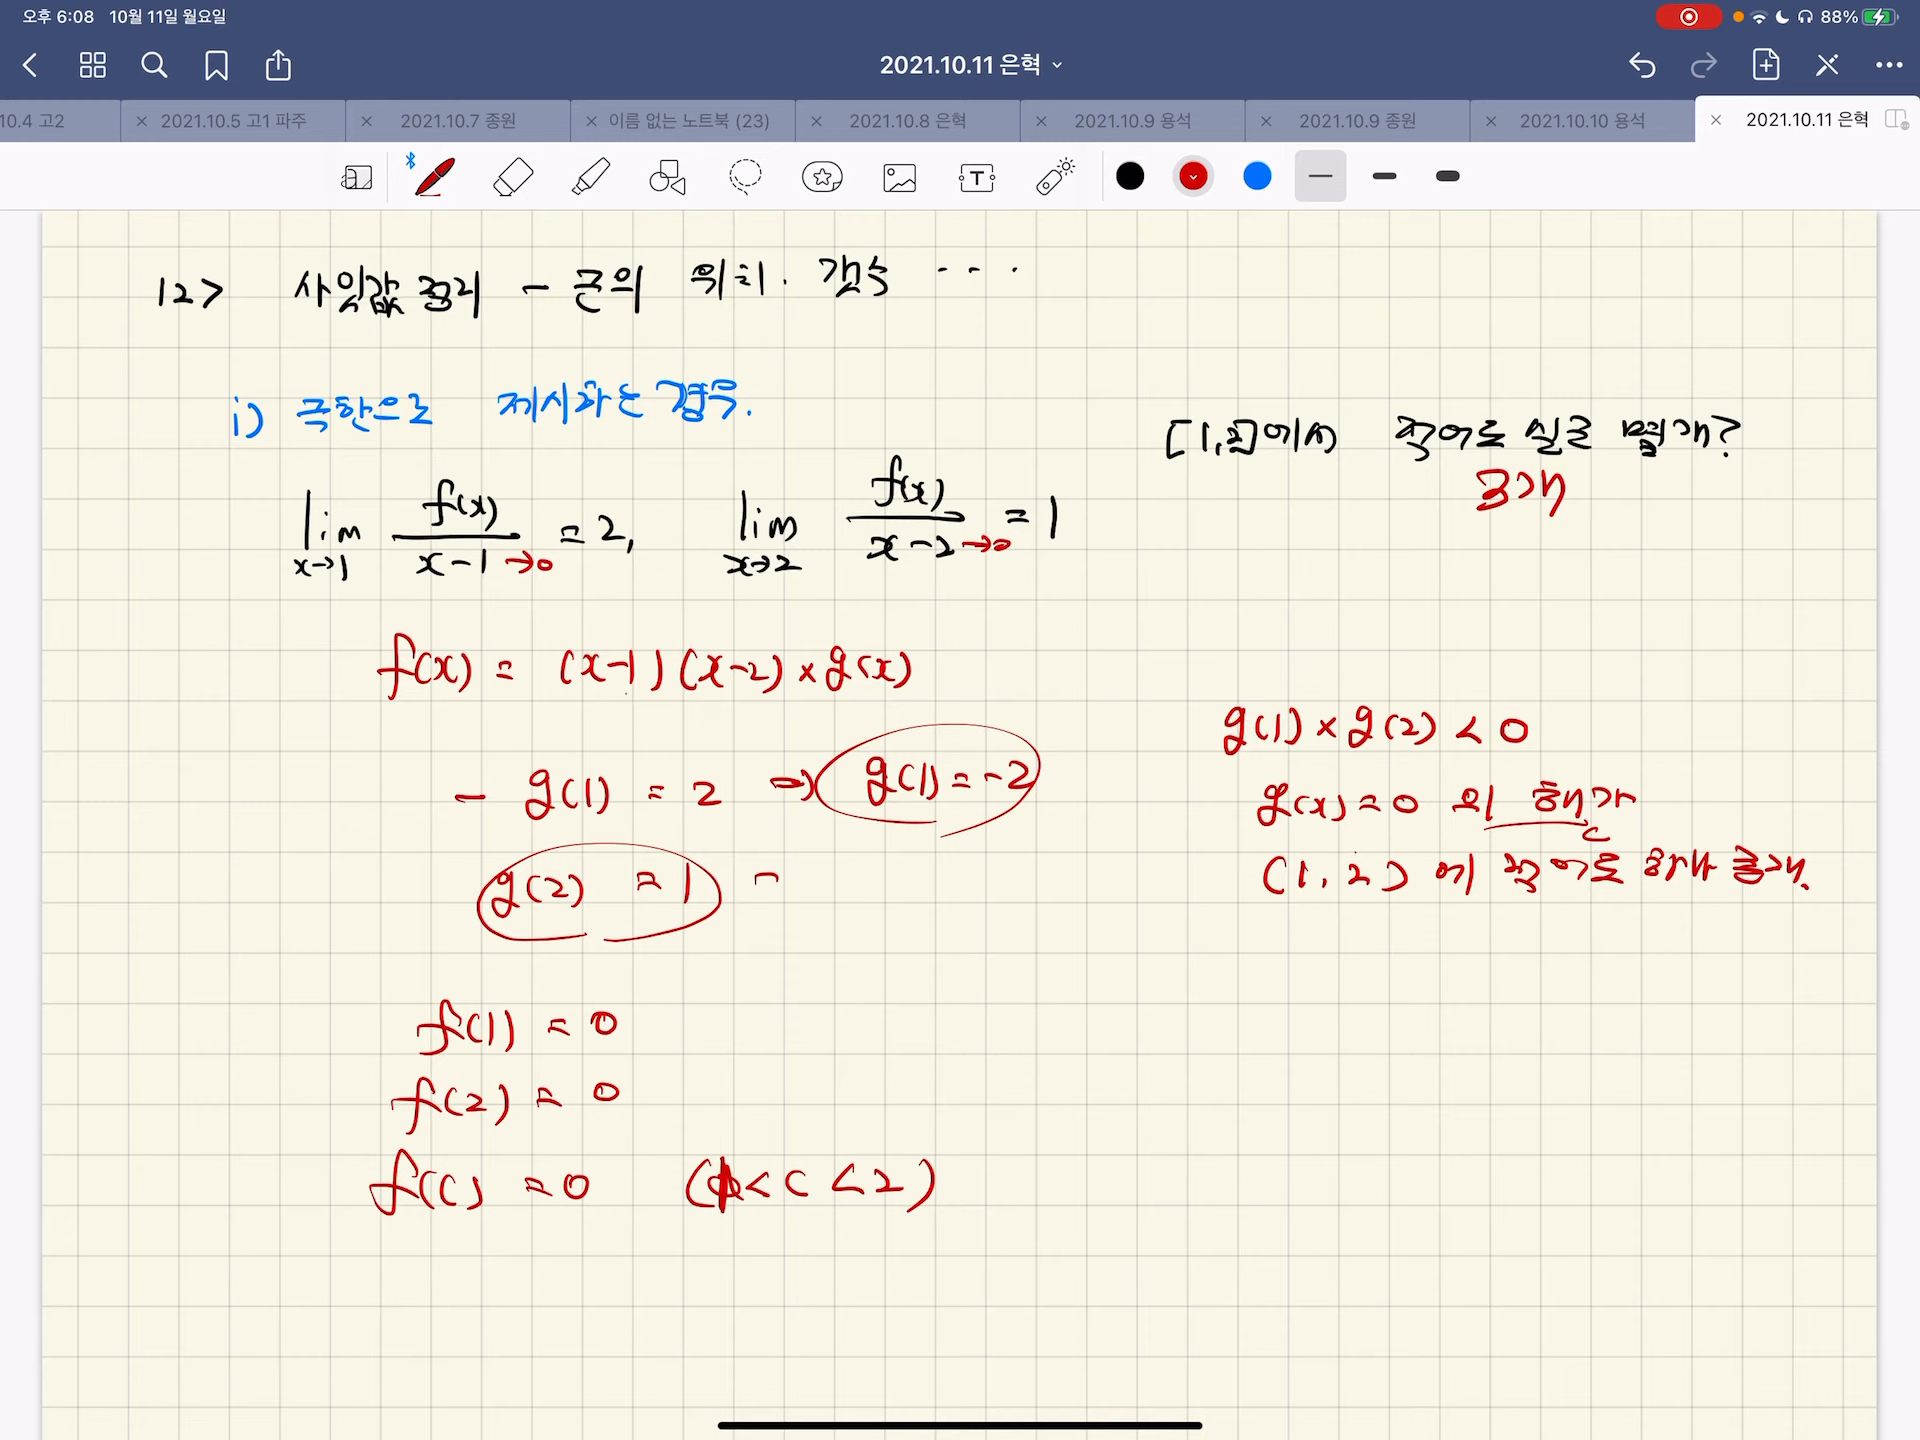 오후 6:08 10월 11일 월요일 88%
2021.10.11 은혁
10.4 고2 2021.10.5 고1 파주 2021.10.7 종원 이름 없는 노트북 (23) 2021.10.8 은혁 2021.10.9 용석 2021.10.9 종원 2021.10.10 용석 2021.10.11 은혁
12> 사잇값 정리 - 근의 위치. 갯수 ...
i) 극한으로 제시하는 경우.
[1,2]에서 적어도 실근 몇개?
3개
lim x→1 f(x)/(x-1) →0 = 2, lim x→2 f(x)/(x-2) →0 = 1
f(x) = (x-1)(x-2)×g(x)
- g(1) = 2 ⇒ g(1) = -2
g(2) = 1
g(1)×g(2) < 0
g(x)=0 의 해가
c
(1,2)에 적어도 하나 존재.
f(1) = 0
f(2) = 0
f(c) = 0 (1<c<2)